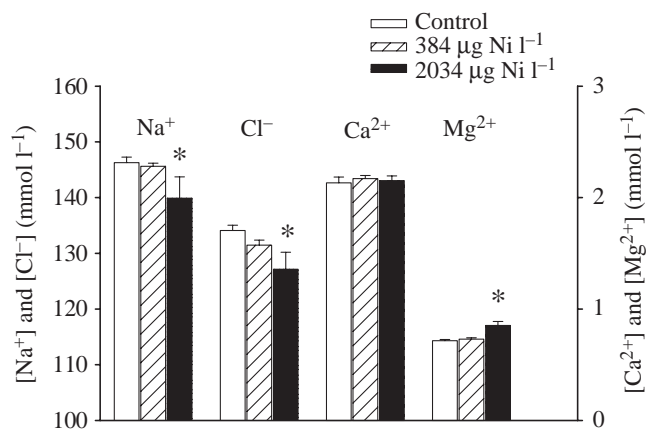 Control
384 µg Ni l⁻¹
2034 µg Ni l⁻¹
160
150
140
130
120
110
100
[Na⁺] and [Cl⁻] (mmol l⁻¹)
Na⁺
Cl⁻
Ca²⁺
Mg²⁺
*
*
*
3
2
1
0
[Ca²⁺] and [Mg²⁺] (mmol l⁻¹)